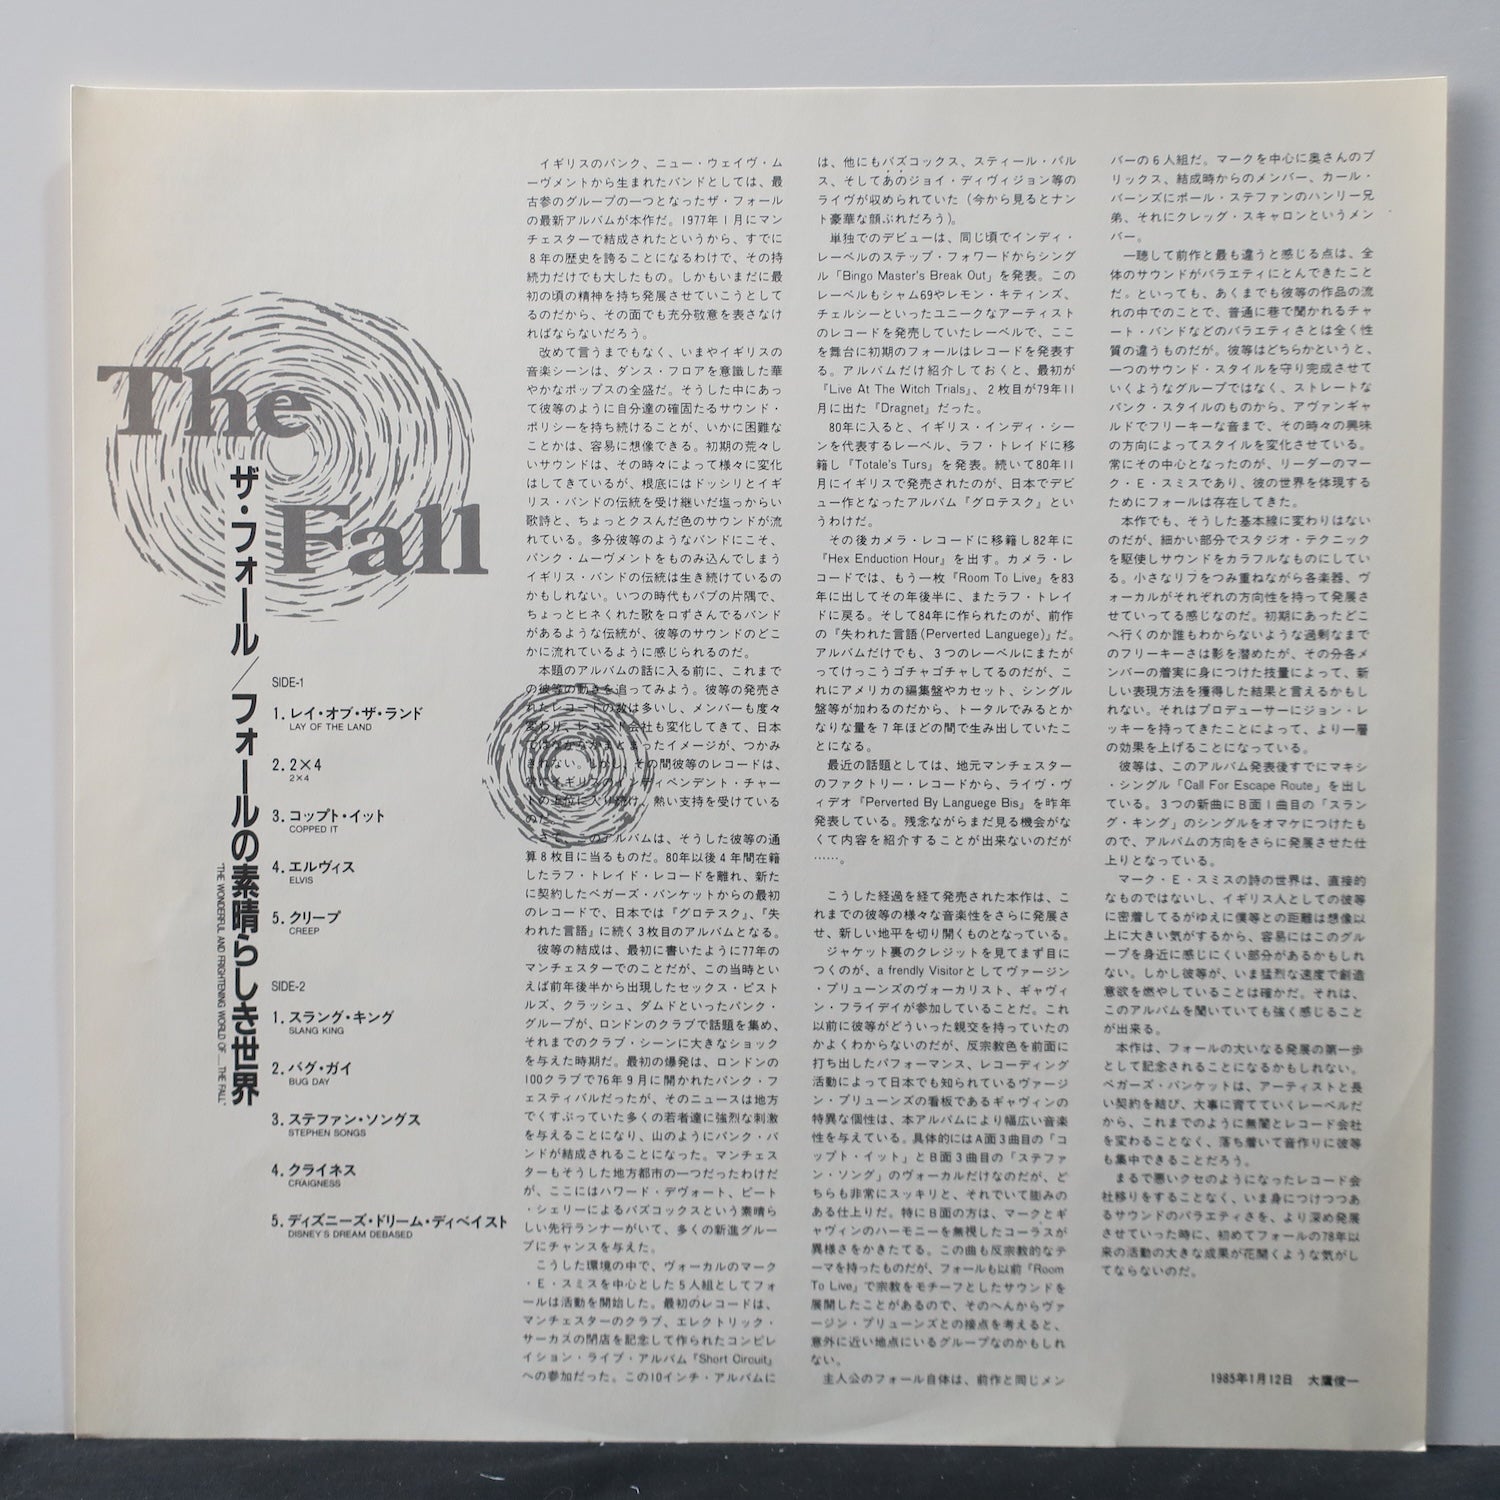 The
Fall
ザ・フォール／フォールの素晴らしき世界
"THE WONDERFUL AND FRIGHTENING WORLD OF.... THE FALL"
SIDE-1
1. レイ・オブ・ザ・ランド
LAY OF THE LAND
2. 2×4
2×4
3. コップト・イット
COPPED IT
4. エルヴィス
ELVIS
5. クリープ
CREEP
SIDE-2
1. スラング・キング
SLANG KING
2. バグ・ガイ
BUG DAY
3. ステファン・ソングス
STEPHEN SONGS
4. クライネス
CRAIGNESS
5. ディズニーズ・ドリーム・ディベイスト
DISNEY'S DREAM DEBASED
イギリスのパンク、ニュー・ウェイヴ・ム
ーヴメントから生まれたバンドとしては、最
古参のグループの一つとなったザ・フォール
の最新アルバムが本作だ。1977年1月にマン
チェスターで結成されたというから、すでに
8年の歴史を誇ることになるわけで、その持
続力だけでも大したもの。しかもいまだに最
初の頃の精神を持ち発展させていこうとして
るのだから、その面でも充分敬意を表さなけ
ればならないだろう。
改めて言うまでもなく、いまやイギリスの
音楽シーンは、ダンス・フロアを意識した華
やかなポップスの全盛だ。そうした中にあっ
て彼等のように自分達の確固たるサウンド・
ポリシーを持ち続けることが、いかに困難な
ことかは、容易に想像できる。初期の荒々し
いサウンドは、その時々によって様々に変化
はしてきているが、根底にはドッシリとイギ
リス・バンドの伝統を受け継いだ塩っからい
歌詩と、ちょっとクスんだ色のサウンドが流
れている。多分彼等のようなバンドにこそ、
パンク・ムーヴメントをものみ込んでしまう
イギリス・バンドの伝統は生き続けているの
かもしれない。いつの時代もパブの片隅で、
ちょっとヒネくれた歌を口ずさんでるバンド
があるような伝統が、彼等のサウンドのどこ
かに流れているように感じられるのだ。
本題のアルバムの話に入る前に、これまで
の彼等の動きを追ってみよう。彼等の発売さ
れたレコードの数は多いし、メンバーも度々
変わり、レコード会社も変化してきて、日本
ではなかなかまとまったイメージが、つかみ
きれない。しかし、その間彼等のレコードは、
常にイギリスのインディペンデント・チャー
トの上位に入り続け、熱い支持を受けている
のだ。
さて、このアルバムは、そうした彼等の通
算8枚目に当るものだ。80年以後4年間在籍
したラフ・トレイド・レコードを離れ、新た
に契約したベガーズ・バンケットからの最初
のレコードで、日本では『グロテスク』、『失
われた言語』に続く3枚目のアルバムとなる。
彼等の結成は、最初に書いたように77年の
マンチェスターでのことだが、この当時とい
えば前年後半から出現したセックス・ピスト
ルズ、クラッシュ、ダムドといったパンク・
グループが、ロンドンのクラブで話題を集め、
それまでのクラブ・シーンに大きなショック
を与えた時期だ。最初の爆発は、ロンドンの
100クラブで76年9月に開かれたパンク・フ
ェスティバルだったが、そのニュースは地方
でくすぶっていた多くの若者達に強烈な刺激
を与えることになり、山のようにパンク・バ
ンドが結成されることになった。マンチェス
ターもそうした地方都市の一つだったわけだ
が、ここにはハワード・デヴォート、ピート
・シェリーによるバズコックスという素晴ら
しい先行ランナーがいて、多くの新進グルー
プにチャンスを与えた。
こうした環境の中で、ヴォーカルのマーク
・E・スミスを中心とした5人組としてフォ
ールは活動を開始した。最初のレコードは、
マンチェスターのクラブ、エレクトリック・
サーカスの閉店を記念して作られたコンピレ
イション・ライブ・アルバム『Short Circuit』
への参加だった。この10インチ・アルバムに
は、他にもバズコックス、スティール・パル
ス、そしてあのジョイ・ディヴィジョン等の
ライヴが収められていた（今から見るとナン
ト豪華な顔ぶれだろう）。
単独でのデビューは、同じ頃でインディ・
レーベルのステップ・フォワードからシング
ル「Bingo Master's Break Out」を発表。この
レーベルもシャム69やレモン・キティンズ、
チェルシーといったユニークなアーティスト
のレコードを発売していたレーベルで、ここ
を舞台に初期のフォールはレコードを発表す
る。アルバムだけ紹介しておくと、最初が
『Live At The Witch Trials』、2枚目が79年11
月に出た『Dragnet』だった。
80年に入ると、イギリス・インディ・シー
ンを代表するレーベル、ラフ・トレイドに移
籍し『Totale's Turs』を発表。続いて80年11
月にイギリスで発売されたのが、日本でデビ
ュー作となったアルバム『グロテスク』とい
うわけだ。
その後カメラ・レコードに移籍し82年に
『Hex Enduction Hour』を出す。カメラ・レ
コードでは、もう一枚『Room To Live』を83
年に出してその年後半に、またラフ・トレイ
ドに戻る。そして84年に作られたのが、前作
の『失われた言語(Perverted Languege)』だ。
アルバムだけでも、3つのレーベルにまたが
ってけっこうゴチャゴチャしてるのだが、こ
れにアメリカの編集盤やカセット、シングル
盤等が加わるのだから、トータルでみるとか
なりな量を7年ほどの間で生み出していたこ
とになる。
最近の話題としては、地元マンチェスター
のファクトリー・レコードから、ライヴ・ヴ
ィデオ『Perverted By Languege Bis』を昨年
発表している。残念ながらまだ見る機会がな
くて内容を紹介することが出来ないのだが
……。
こうした経過を経て発売された本作は、こ
れまでの彼等の様々な音楽性をさらに発展さ
せ、新しい地平を切り開くものとなっている。
ジャケット裏のクレジットを見てまず目に
つくのが、a frendly Visitorとしてヴァージン
・プリューンズのヴォーカリスト、ギャヴィ
ン・フライデイが参加していることだ。これ
以前に彼等がどういった親交を持っていたの
かよくわからないのだが、反宗教色を前面に
打ち出したパフォーマンス、レコーディング
活動によって日本でも知られているヴァージ
ン・プリューンズの看板であるギャヴィンの
特異な個性は、本アルバムにより幅広い音楽
性を与えている。具体的にはA面3曲目の「コ
ップト・イット」とB面3曲目の「ステファ
ン・ソング」のヴォーカルだけなのだが、ど
ちらも非常にスッキリと、それでいて膨みの
ある仕上りだ。特にB面の方は、マークとギ
ャヴィンのハーモニーを無視したコーラスが
異様さをかきたてる。この曲も反宗教的なテ
ーマを持ったものだが、フォールも以前『Room
To Live』で宗教をモチーフとしたサウンドを
展開したことがあるので、そのへんからヴァ
ージン・プリューンズとの接点を考えると、
意外に近い地点にいるグループなのかもしれ
ない。
主人公のフォール自体は、前作と同じメン
バーの6人組だ。マークを中心に奥さんのブ
リックス、結成時からのメンバー、カール・
バーンズにポール・ステファンのハンリー兄
弟、それにクレッグ・スキャロンというメン
バー。
一聴して前作と最も違うと感じる点は、全
体のサウンドがバラエティにとんできたこと
だ。といっても、あくまでも彼等の作品の流
れの中でのことで、普通に巷で聞かれるチャ
ート・バンドなどのバラエティさとは全く性
質の違うものだが。彼等はどちらかというと、
一つのサウンド・スタイルを守り完成させて
いくようなグループではなく、ストレートな
パンク・スタイルのものから、アヴァンギャ
ルドでフリーキーな音まで、その時々の興味
の方向によってスタイルを変化させている。
常にその中心となったのが、リーダーのマー
ク・E・スミスであり、彼の世界を体現する
ためにフォールは存在してきた。
本作でも、そうした基本線に変わりはない
のだが、細かい部分でスタジオ・テクニック
を駆使しサウンドをカラフルなものにしてい
る。小さなリフをつみ重ねながら各楽器、ヴ
ォーカルがそれぞれの方向性を持って発展さ
せていってる感じなのだ。初期にあったどこ
へ行くのか誰もわからないような過剰なまで
のフリーキーさは影を潜めたが、その分各メ
ンバーの着実に身につけた技量によって、新
しい表現方法を獲得した結果と言えるかもし
れない。それはプロデューサーにジョン・レ
ッキーを持ってきたことによって、より一層
の効果を上げることになっている。
彼等は、このアルバム発表後すでにマキシ
・シングル「Call For Escape Route」を出し
ている。3つの新曲にB面1曲目の「スラン
グ・キング」のシングルをオマケにつけたも
ので、アルバムの方向をさらに発展させた仕
上りとなっている。
マーク・E・スミスの詩の世界は、直接的
なものではないし、イギリス人としての彼等
に密着してるがゆえに僕等との距離は想像以
上に大きい気がするから、容易にはこのグル
ープを身近に感じにくい部分があるかもしれ
ない。しかし彼等が、いま猛烈な速度で創造
意欲を燃やしていることは確かだ。それは、
このアルバムを聞いていても強く感じること
が出来る。
本作は、フォールの大いなる発展の第一歩
として記念されることになるかもしれない。
ベガーズ・バンケットは、アーティストと長
い契約を結び、大事に育てていくレーベルだ
から、これまでのように無闇とレコード会社
を変わることなく、落ち着いて音作りに彼等
も集中できることだろう。
まるで悪いクセのようになったレコード会
社移りをすることなく、いま身につけつつあ
るサウンドのバラエティさを、より深め発展
させていった時に、初めてフォールの78年以
来の活動の大きな成果が花開くような気がし
てならないのだ。
1985年1月12日 大鷹俊一